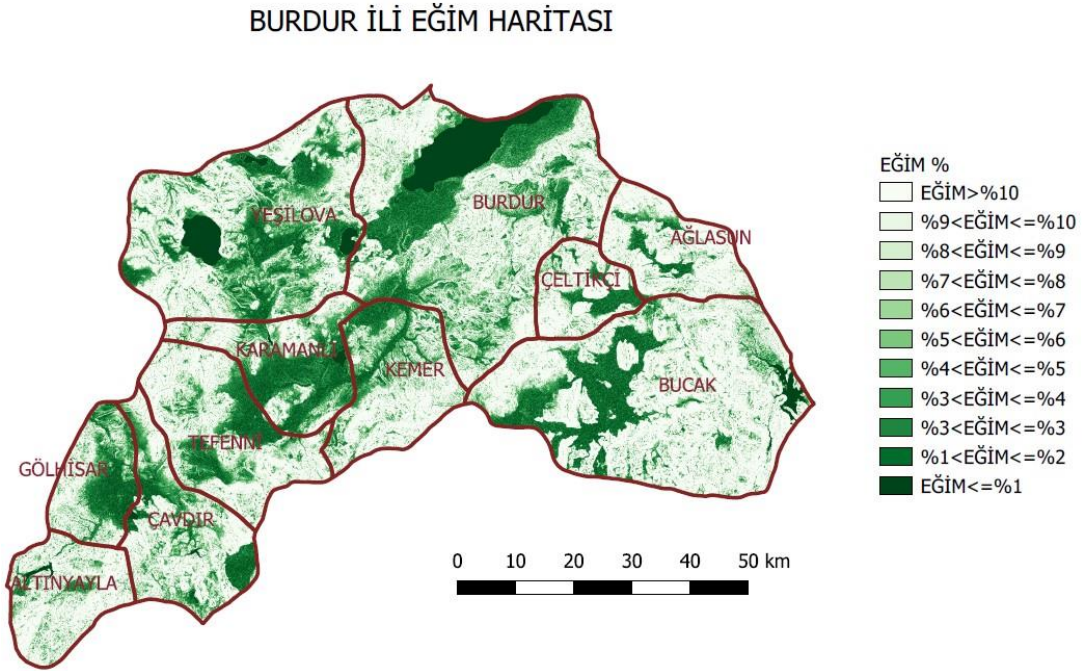 BURDUR İLİ EĞİM HARİTASI
YEŞİLOVA
BURDUR
AĞLASUN
ÇELTİKÇİ
KARAMANLI
KEMER
BUCAK
TEFENNİ
GÖLHİSAR
ÇAVDIR
ALTINYAYLA
EĞİM %
EĞİM>%10
%9<EĞİM<=%10
%8<EĞİM<=%9
%7<EĞİM<=%8
%6<EĞİM<=%7
%5<EĞİM<=%6
%4<EĞİM<=%5
%3<EĞİM<=%4
%3<EĞİM<=%3
%1<EĞİM<=%2
EĞİM<=%1
0 10 20 30 40 50 km